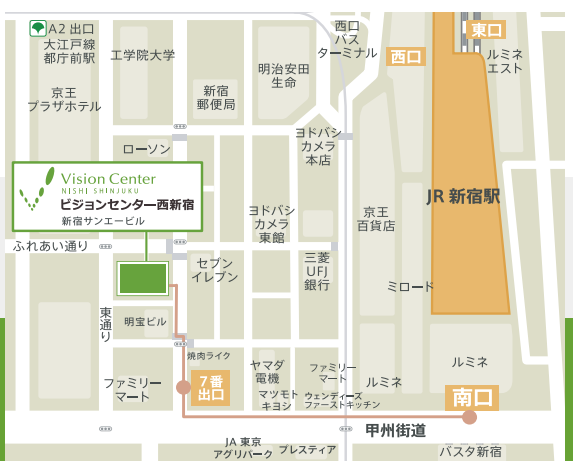 A2 出口
大江戸線
都庁前駅
工学院大学
西口
バス
ターミナル
東口
西口
ルミネ
エスト
京王
プラザホテル
新宿
郵便局
明治安田
生命
ローソン
ヨドバシ
カメラ
本店
Vision Center
NISHI SHINJUKU
ビジョンセンター西新宿
新宿サンエービル
JR 新宿駅
ヨドバシ
カメラ
東館
京王
百貨店
ふれあい通り
セブン
イレブン
三菱
UFJ
銀行
ミロード
東通り
明宝ビル
焼肉ライク
7番
出口
ヤマダ
電機
ファミリー
マート
ルミネ
ルミネ
ファミリー
マート
マツモト
キヨシ
ウェンディーズ
ファーストキッチン
南口
甲州街道
JA 東京
アグリパーク
プレスティア
バスタ新宿